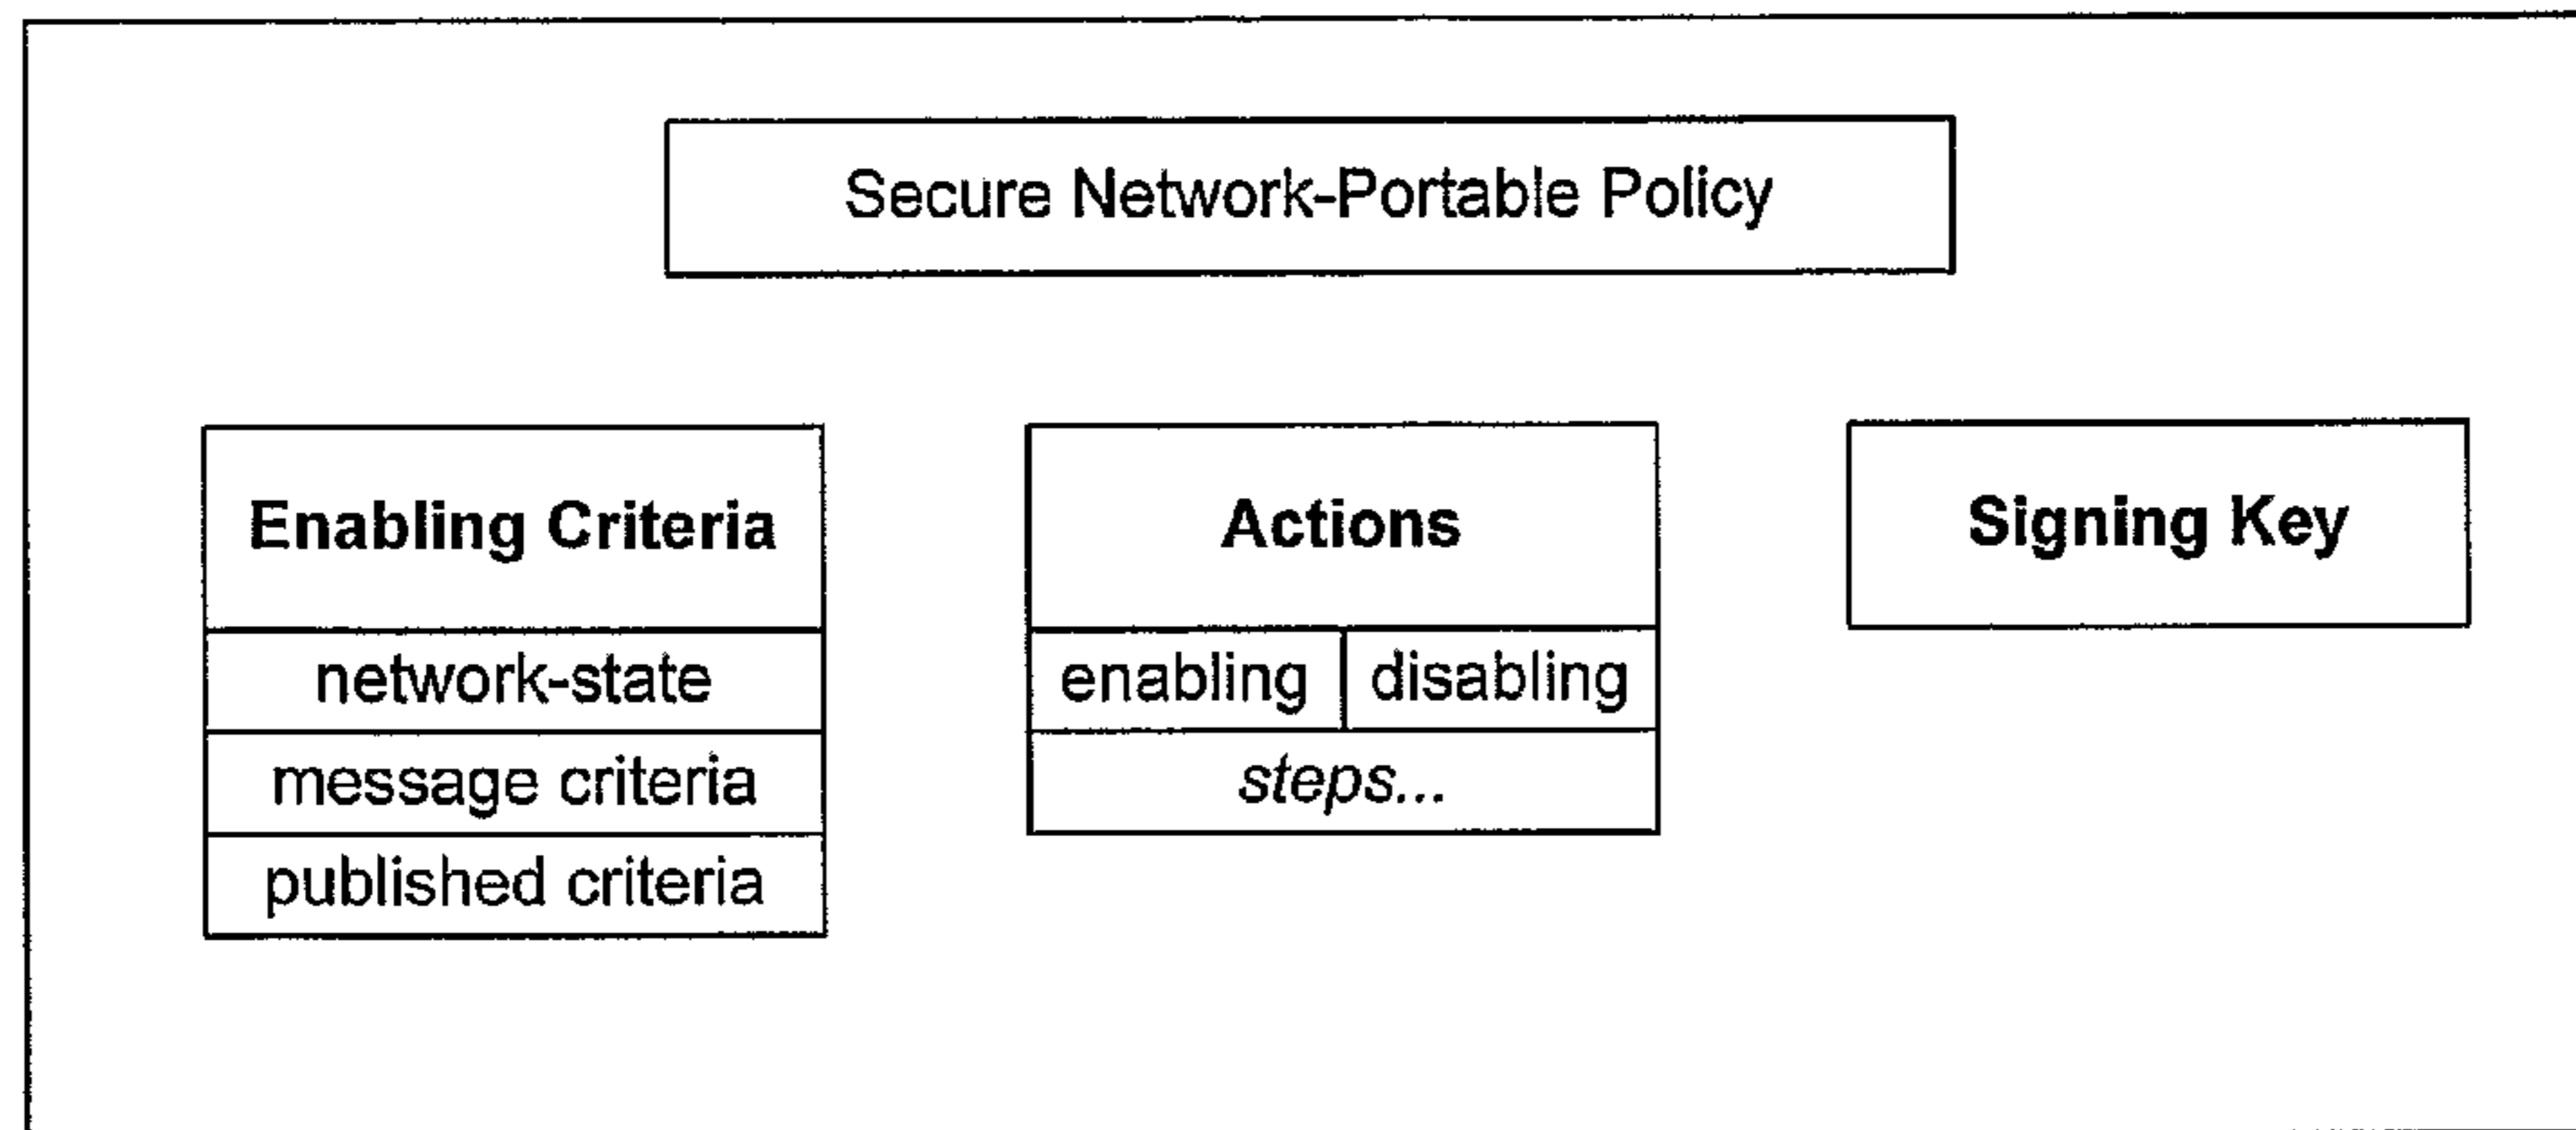 Secure Network-Portable Policy
Enabling Criteria
network-state
message criteria
published criteria
Actions
enabling disabling
steps...
Signing Key